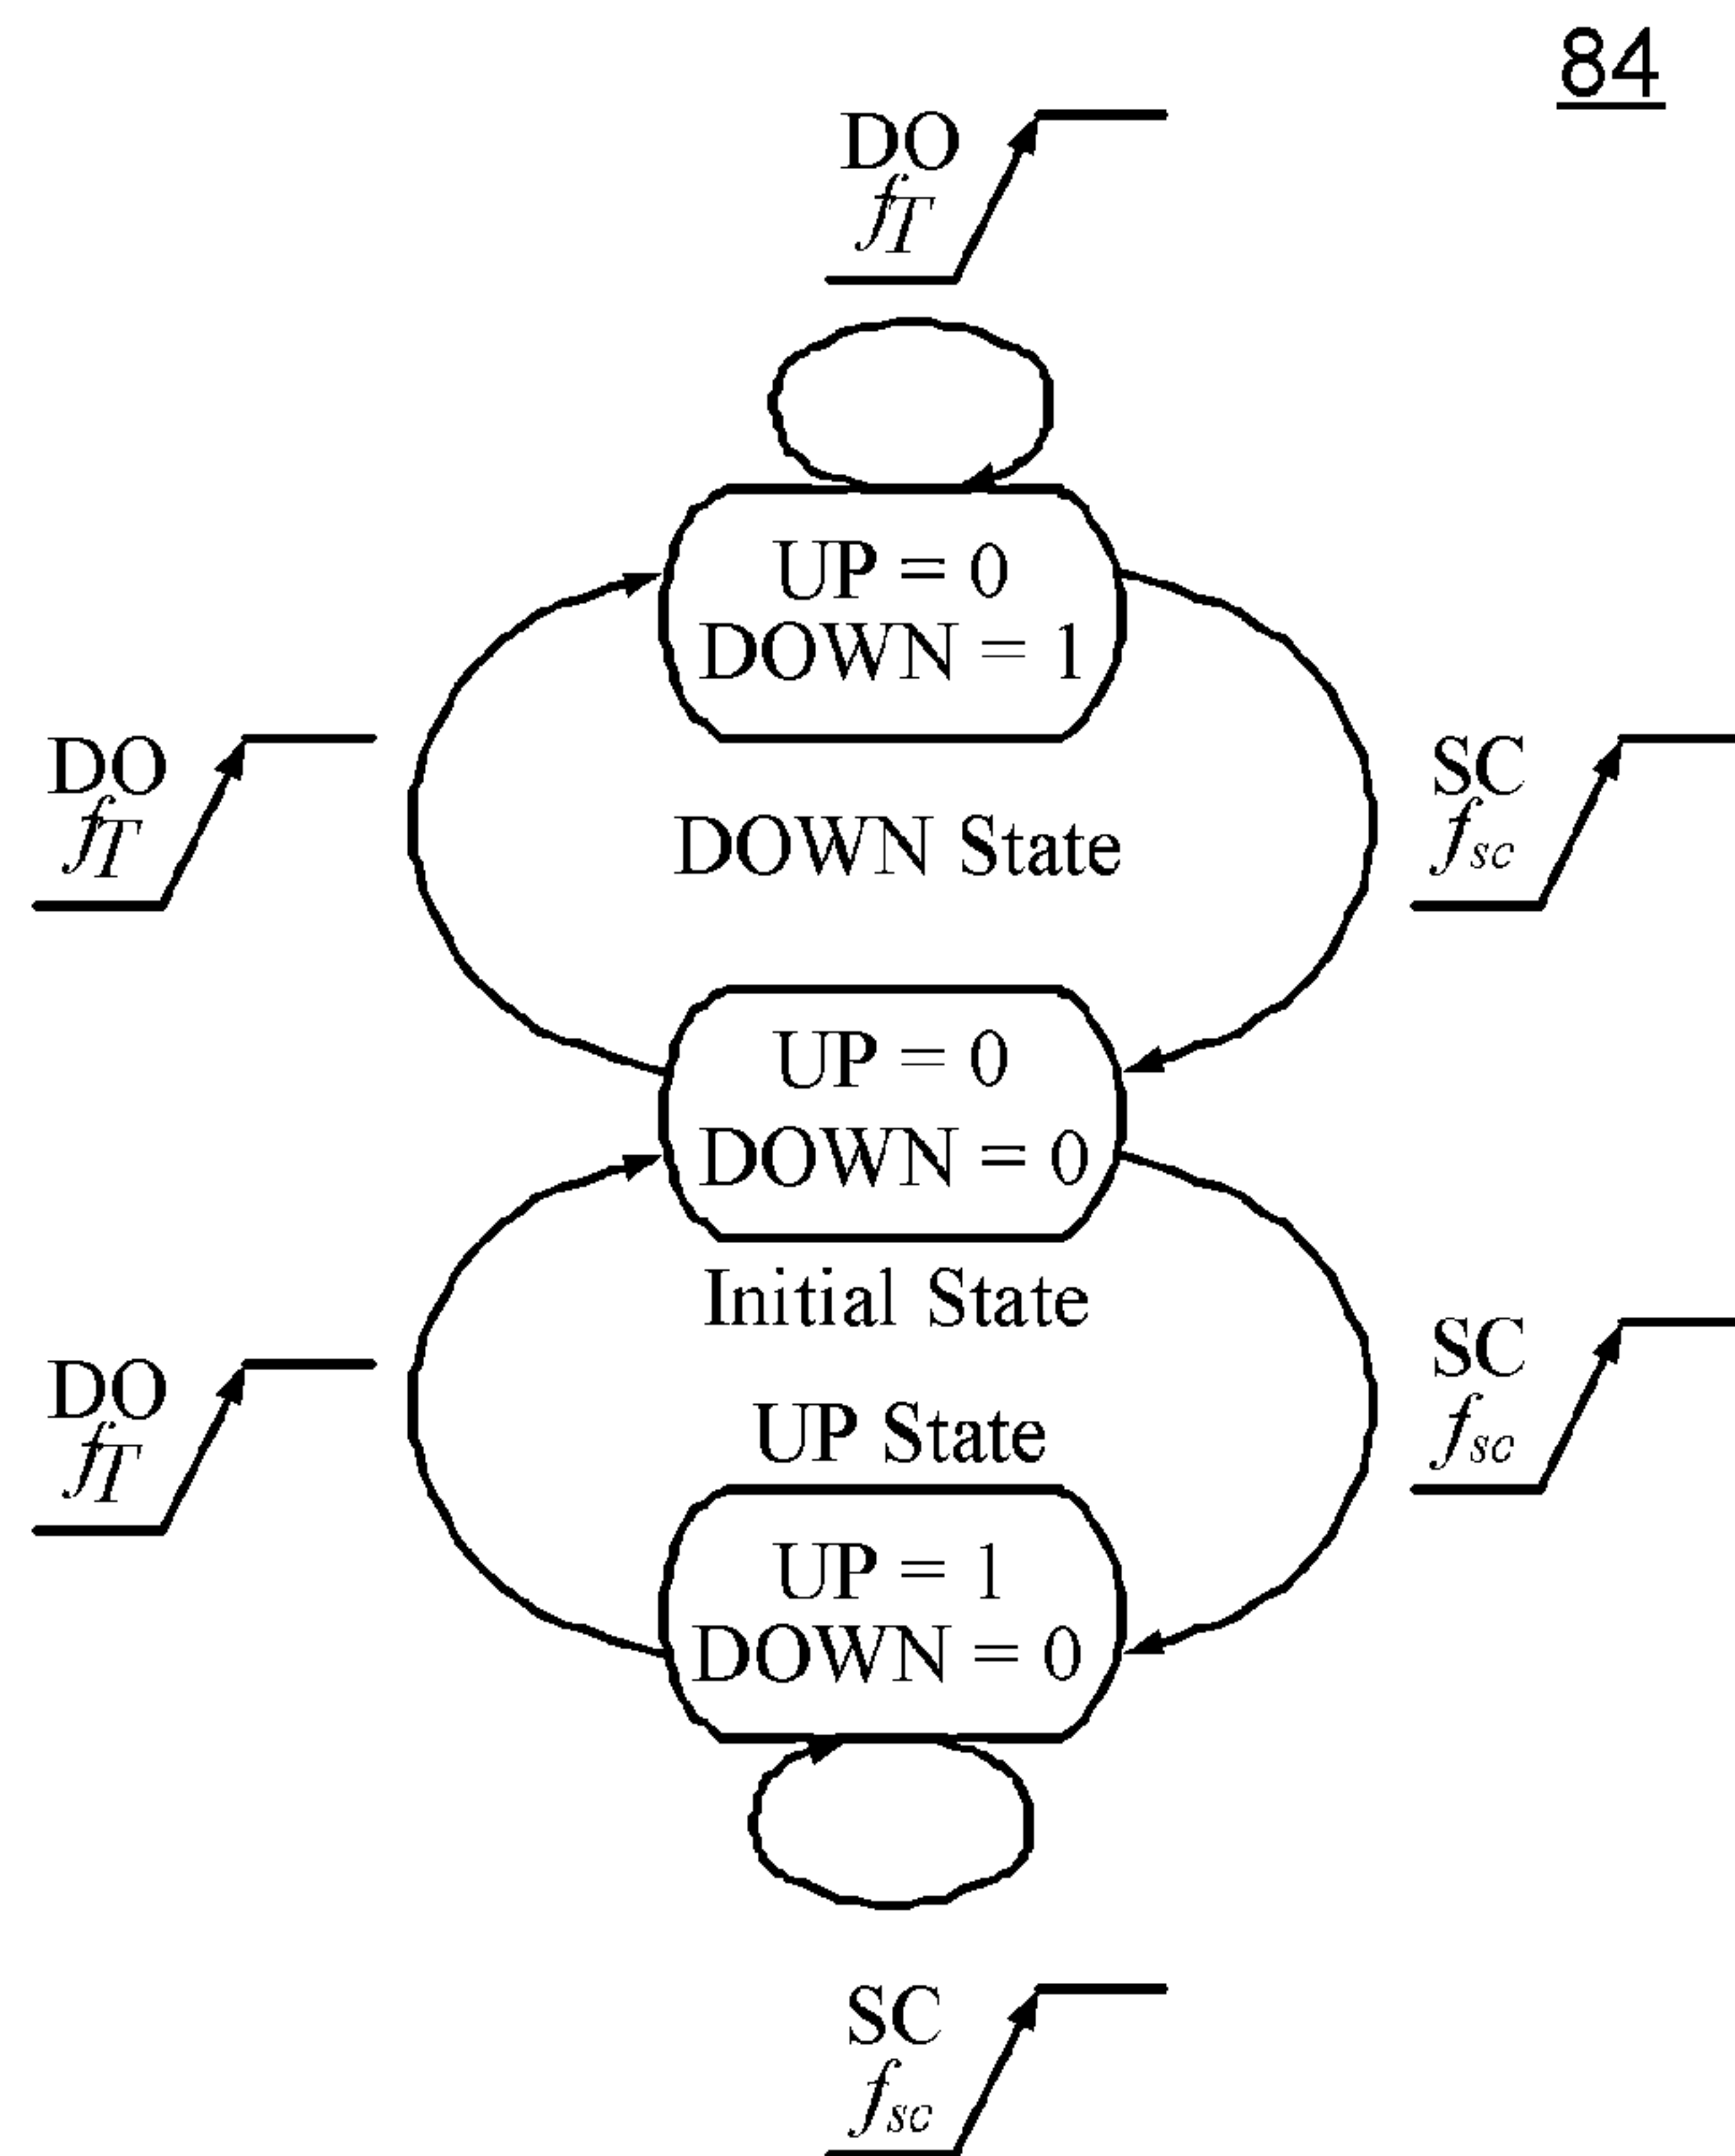 84
DO
fT
UP = 0
DOWN = 1
DO
fT
DOWN State
SC
fsc
UP = 0
DOWN = 0
Initial State
DO
fT
UP State
SC
fsc
UP = 1
DOWN = 0
SC
fsc